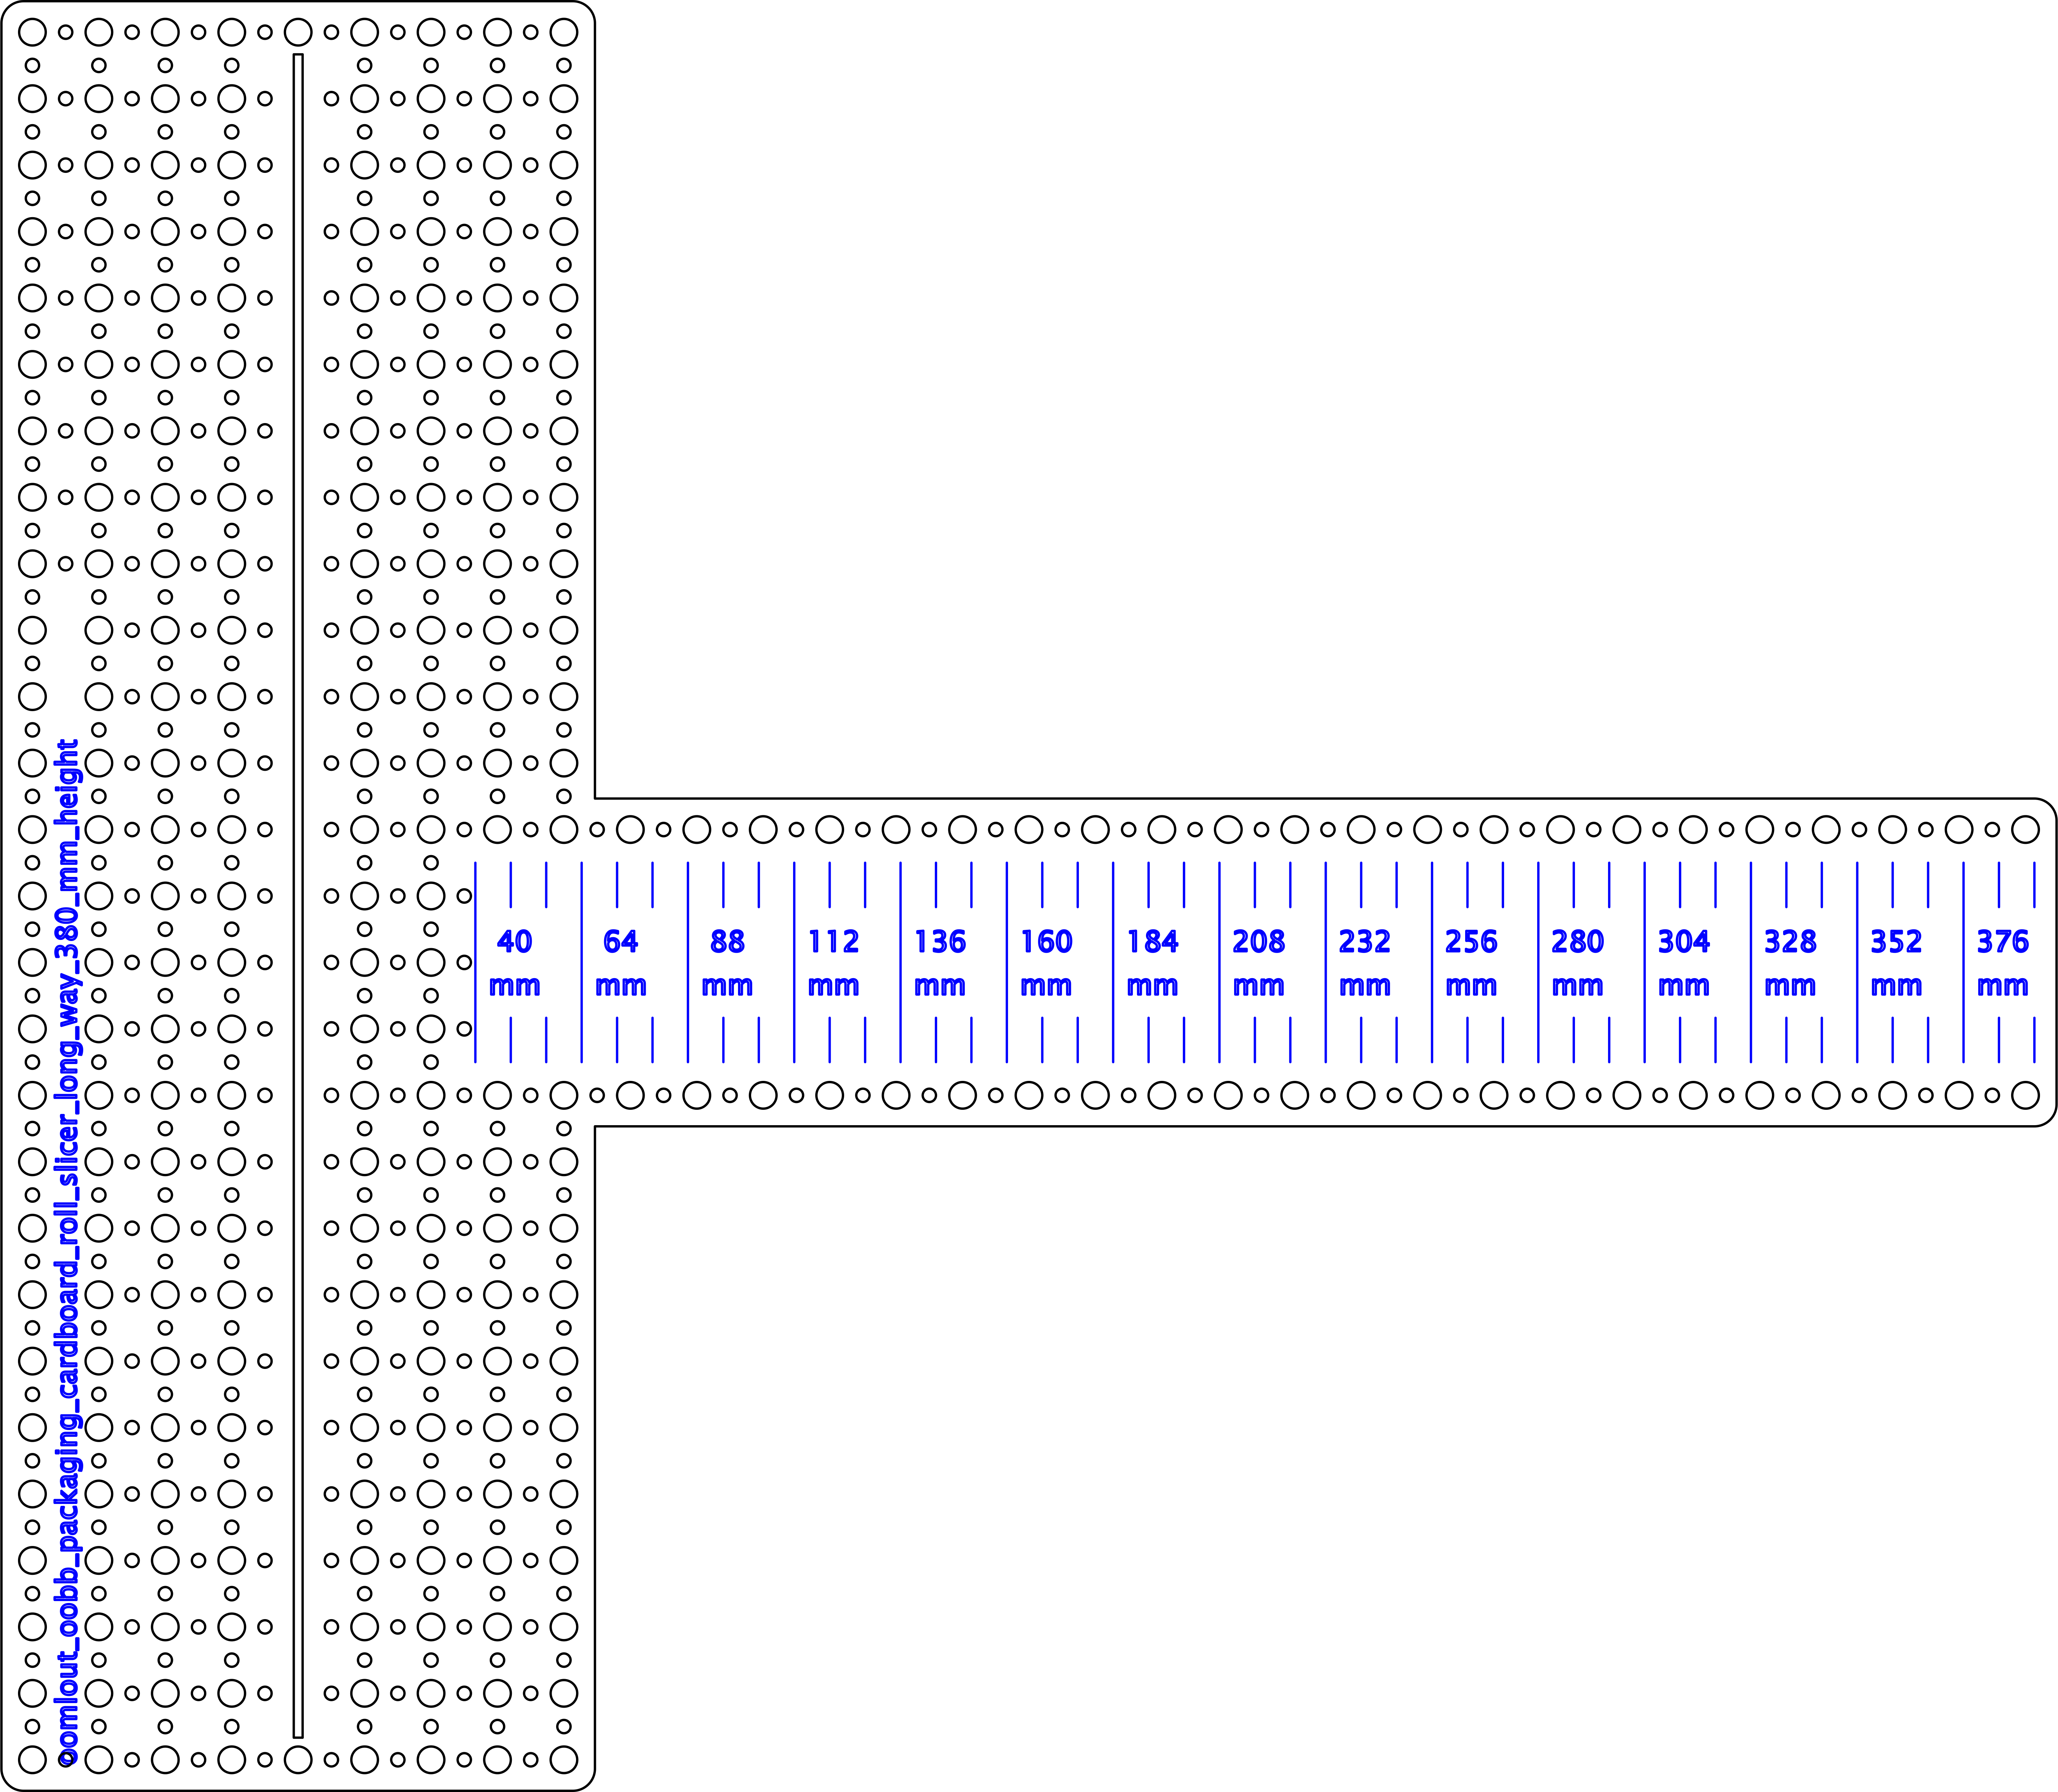 oomlout_oobb_packaging_cardboard_roll_slicer_long_way_380_mm_height
40 64 88 112 136 160 184 208 232 256 280 304 328 352 376
mm mm mm mm mm mm mm mm mm mm mm mm mm mm mm